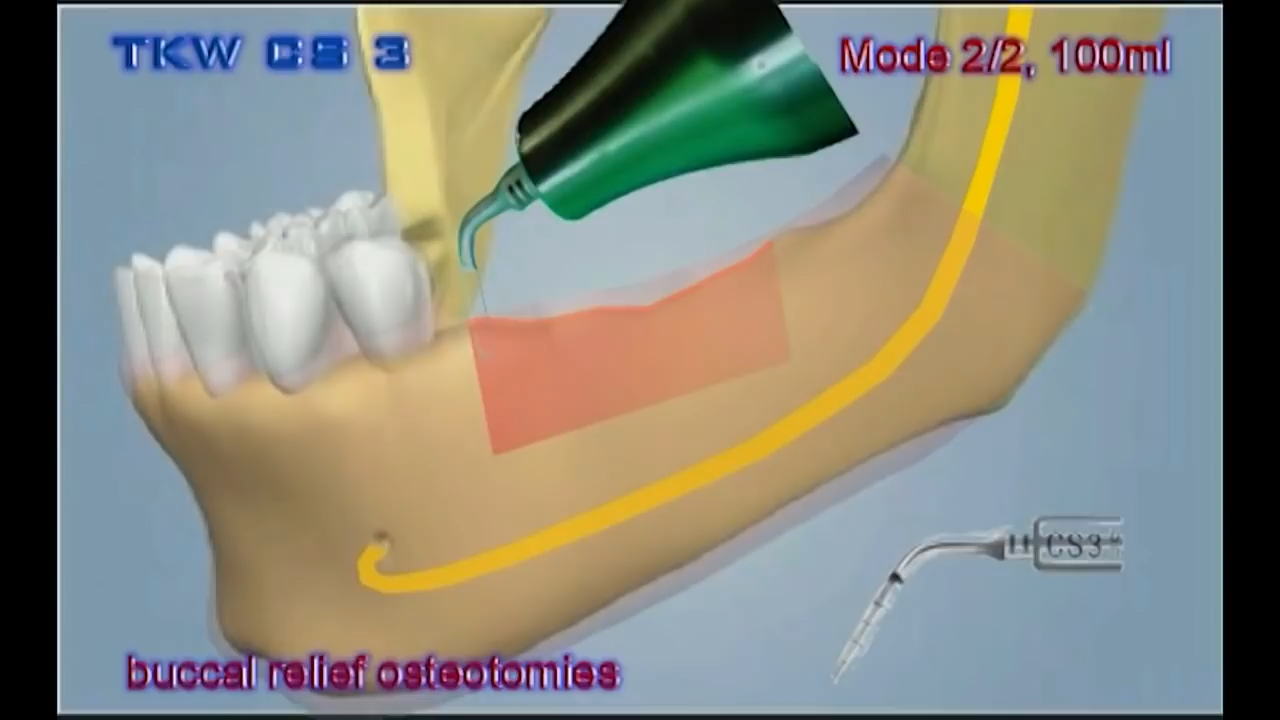 TKW CS 3
Mode 2/2, 100ml
CS3
buccal relief osteotomies